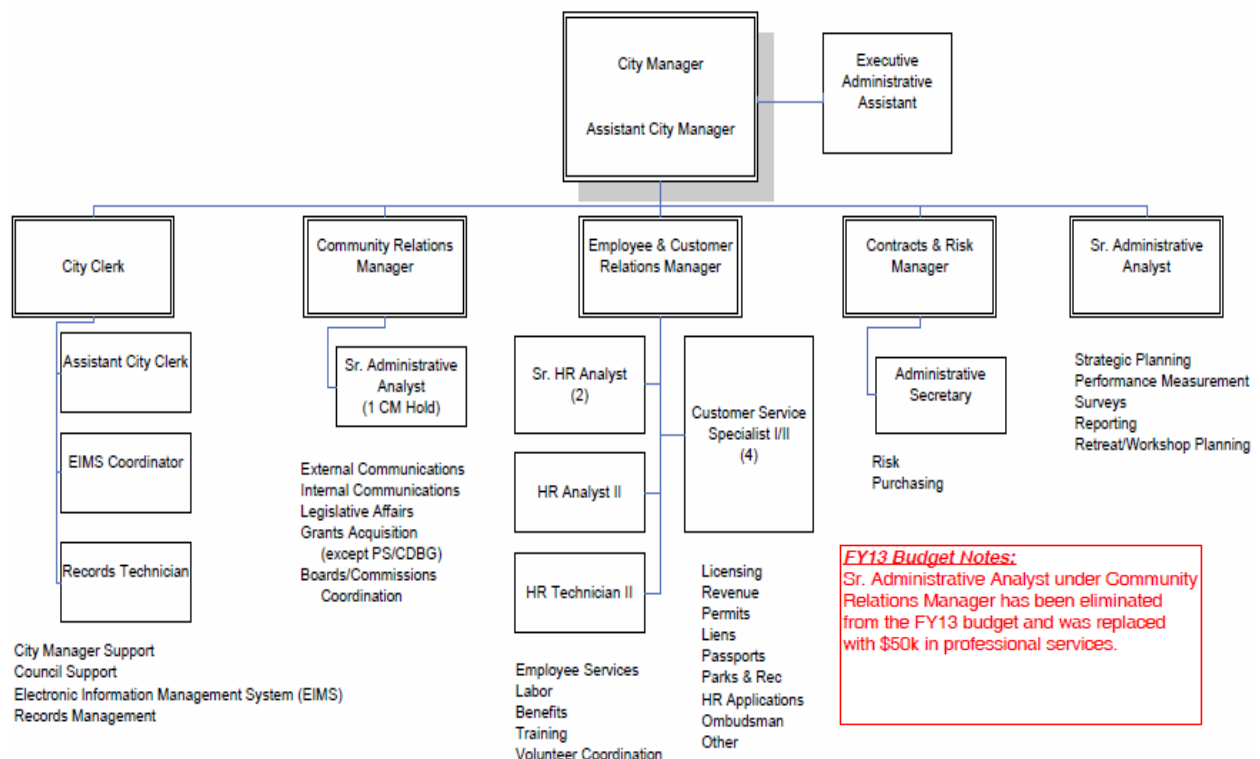 City Manager
Assistant City Manager
Executive
Administrative
Assistant
City Clerk
Community Relations
Manager
Employee & Customer
Relations Manager
Contracts & Risk
Manager
Sr. Administrative
Analyst
Assistant City Clerk
EIMS Coordinator
Records Technician
City Manager Support
Council Support
Electronic Information Management System (EIMS)
Records Management
Sr. Administrative
Analyst
(1 CM Hold)
External Communications
Internal Communications
Legislative Affairs
Grants Acquisition
(except PS/CDBG)
Boards/Commissions
Coordination
Sr. HR Analyst
(2)
HR Analyst II
HR Technician II
Employee Services
Labor
Benefits
Training
Volunteer Coordination
Customer Service
Specialist I/II
(4)
Licensing
Revenue
Permits
Liens
Passports
Parks & Rec
HR Applications
Ombudsman
Other
Administrative
Secretary
Risk
Purchasing
Strategic Planning
Performance Measurement
Surveys
Reporting
Retreat/Workshop Planning
FY13 Budget Notes:
Sr. Administrative Analyst under Community
Relations Manager has been eliminated
from the FY13 budget and was replaced
with $50k in professional services.